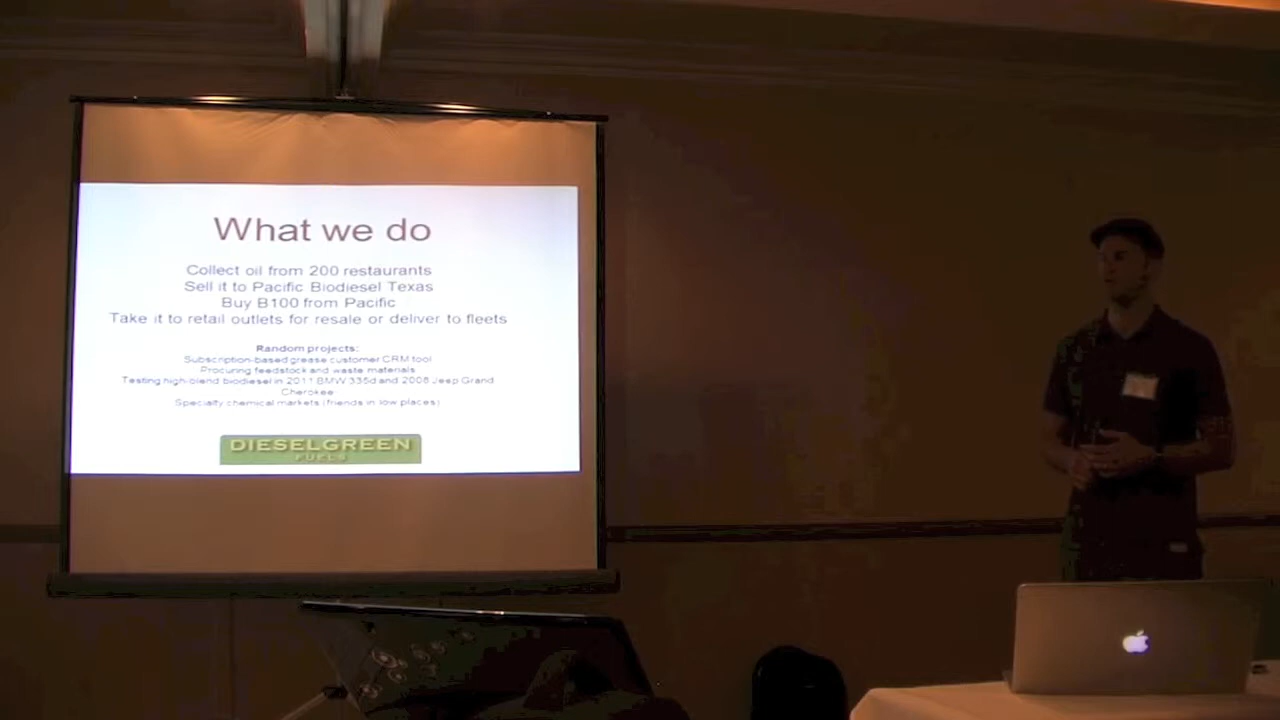 What we do
Collect oil from 200 restaurants
Sell it to Pacific Biodiesel Texas
Buy B100 from Pacific
Take it to retail outlets for resale or deliver to fleets
Random projects:
Subscription-based grease customer CRM tool
Procuring feedstock and waste materials
Testing high-blend biodiesel in 2011 BMW 335d and 2008 Jeep Grand
Cherokee
Specialty chemical markets (friends in low places)
DIESELGREEN
FUELS